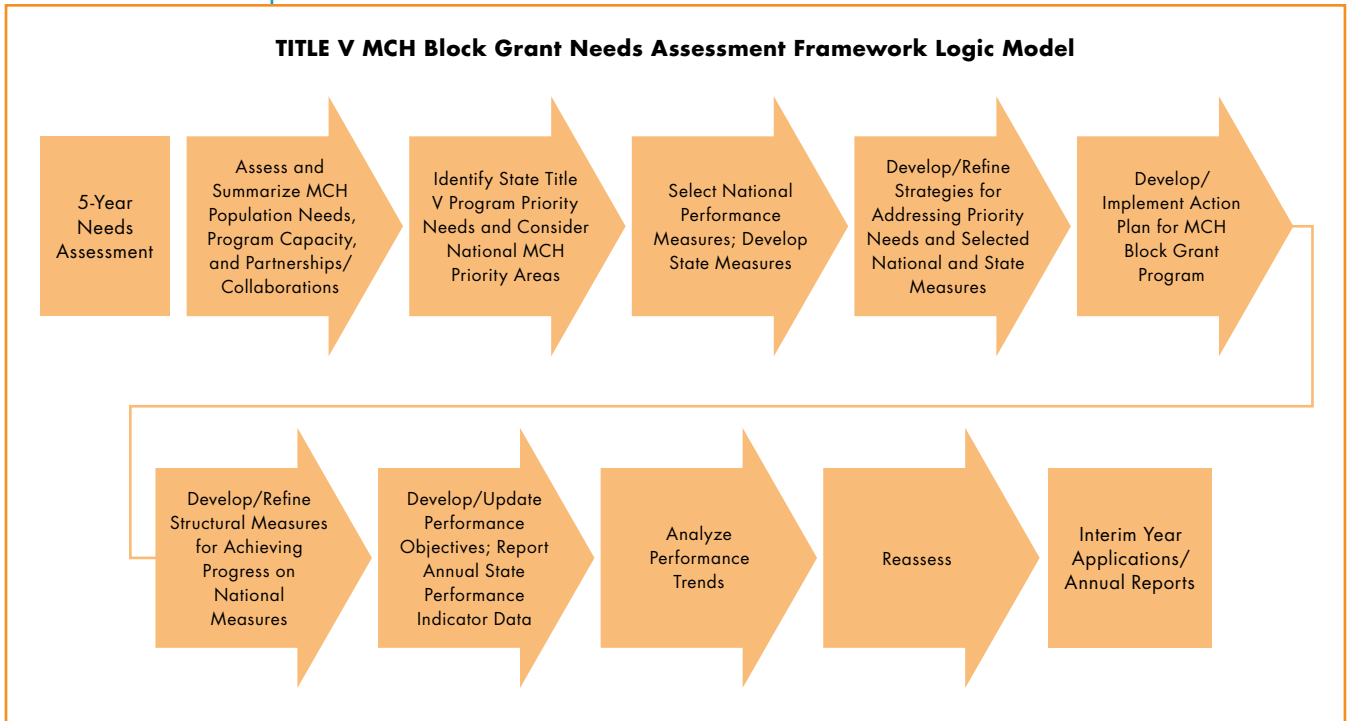 TITLE V MCH Block Grant Needs Assessment Framework Logic Model
5-Year
Needs
Assessment
Assess and
Summarize MCH
Population Needs,
Program Capacity,
and Partnerships/
Collaborations
Identify State Title
V Program Priority
Needs and Consider
National MCH
Priority Areas
Select National
Performance
Measures; Develop
State Measures
Develop/Refine
Strategies for
Addressing Priority
Needs and Selected
National and State
Measures
Develop/
Implement Action
Plan for MCH
Block Grant
Program
Develop/Refine
Structural Measures
for Achieving
Progress on
National
Measures
Develop/Update
Performance
Objectives; Report
Annual State
Performance
Indicator Data
Analyze
Performance
Trends
Reassess
Interim Year
Applications/
Annual Reports